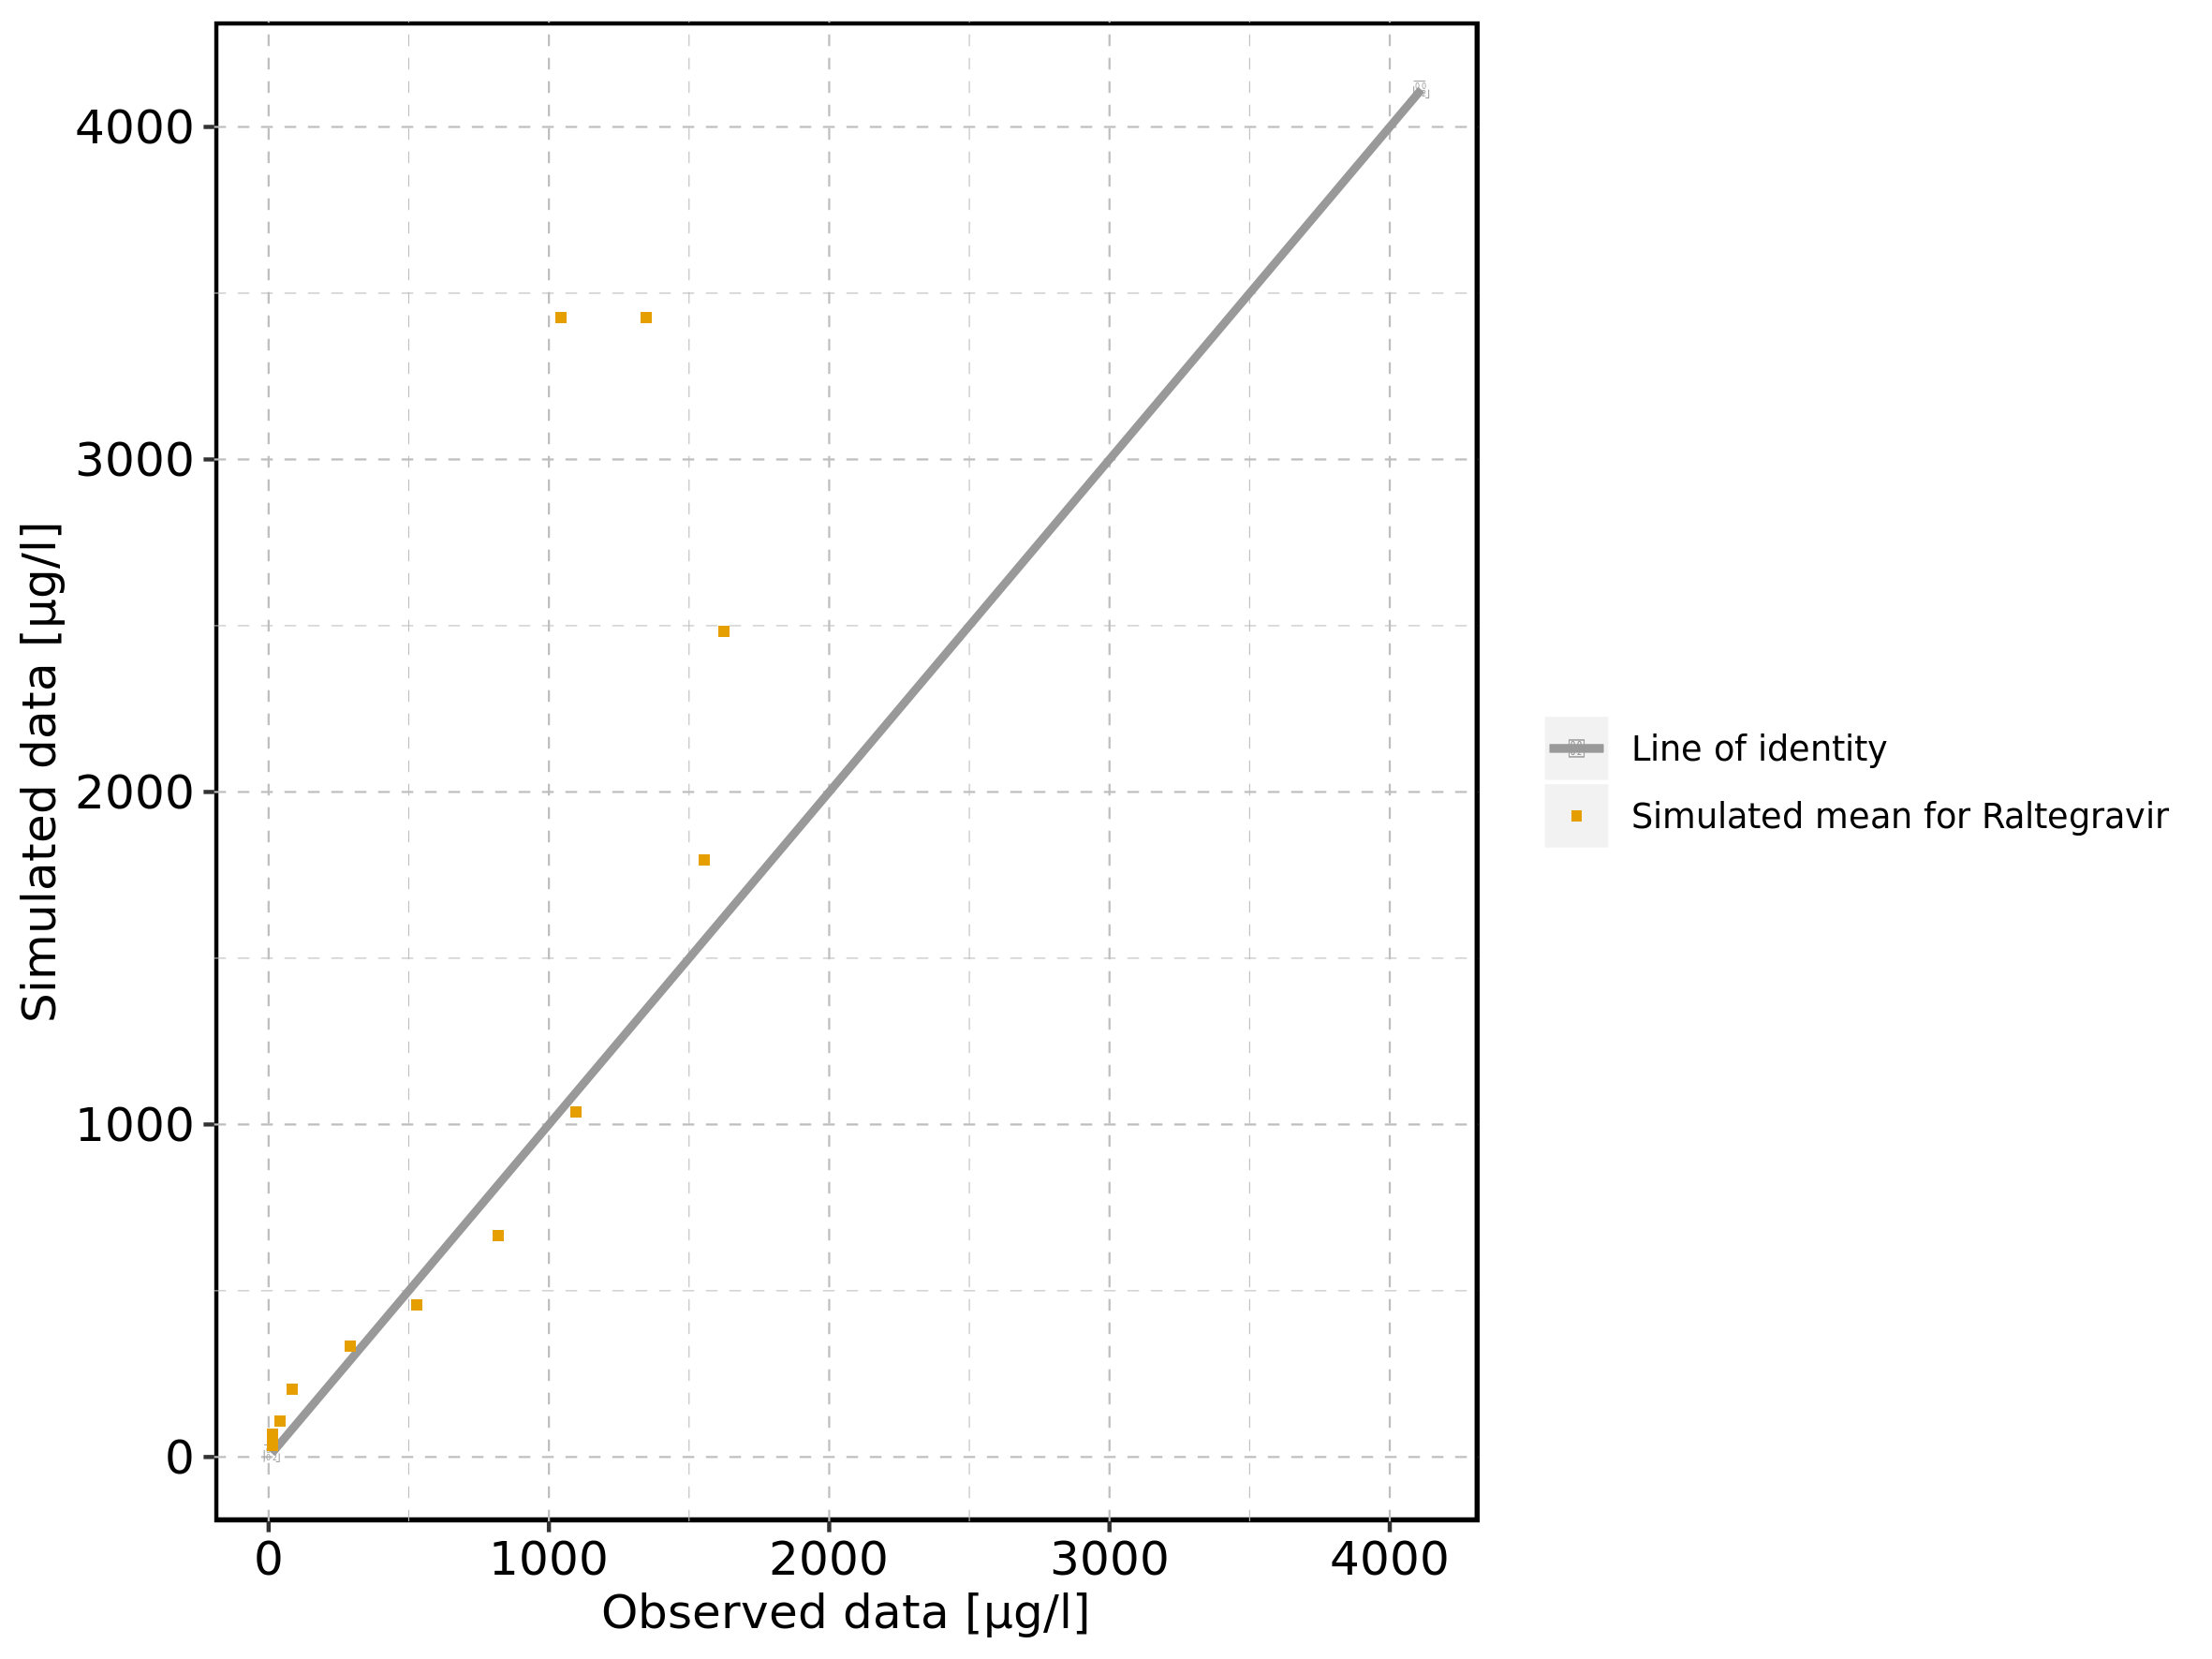 4000
3000
2000
1000
0
Simulated data [µg/l]
0 1000 2000 3000 4000
Observed data [µg/l]
Line of identity
Simulated mean for Raltegravir